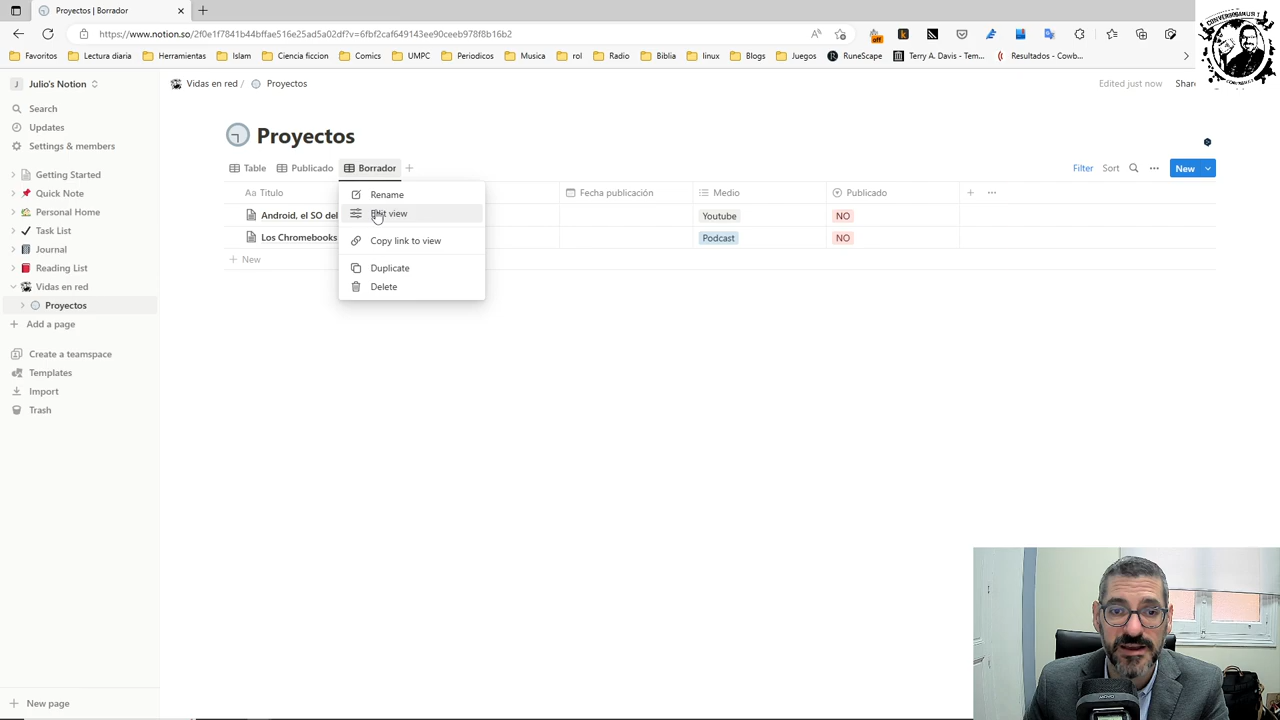 Proyectos | Borrador
https://www.notion.so/2f0e1f7841b44bffae516e25ad5a02df?v=6fbf2caf649143ee90ceeb978f8b16b2
Favoritos
Lectura diaria
Herramientas
Islam
Ciencia ficcion
Comics
UMPC
Periodicos
Musica
rol
Radio
Biblia
linux
Blogs
Juegos
RuneScape
Terry A. Davis - Tem...
Resultados - Cowb...
J Julio's Notion
Vidas en red / Proyectos
Edited just now
Share
Search
Updates
Settings & members
Getting Started
Quick Note
Personal Home
Task List
Journal
Reading List
Vidas en red
Proyectos
Add a page
Create a teamspace
Templates
Import
Trash
New page
Proyectos
Table
Publicado
Borrador
Filter
Sort
New
Aa Titulo
Fecha publicación
Medio
Publicado
Android, el SO del
Youtube
NO
Los Chromebooks
Podcast
NO
New
Rename
Edit view
Copy link to view
Duplicate
Delete